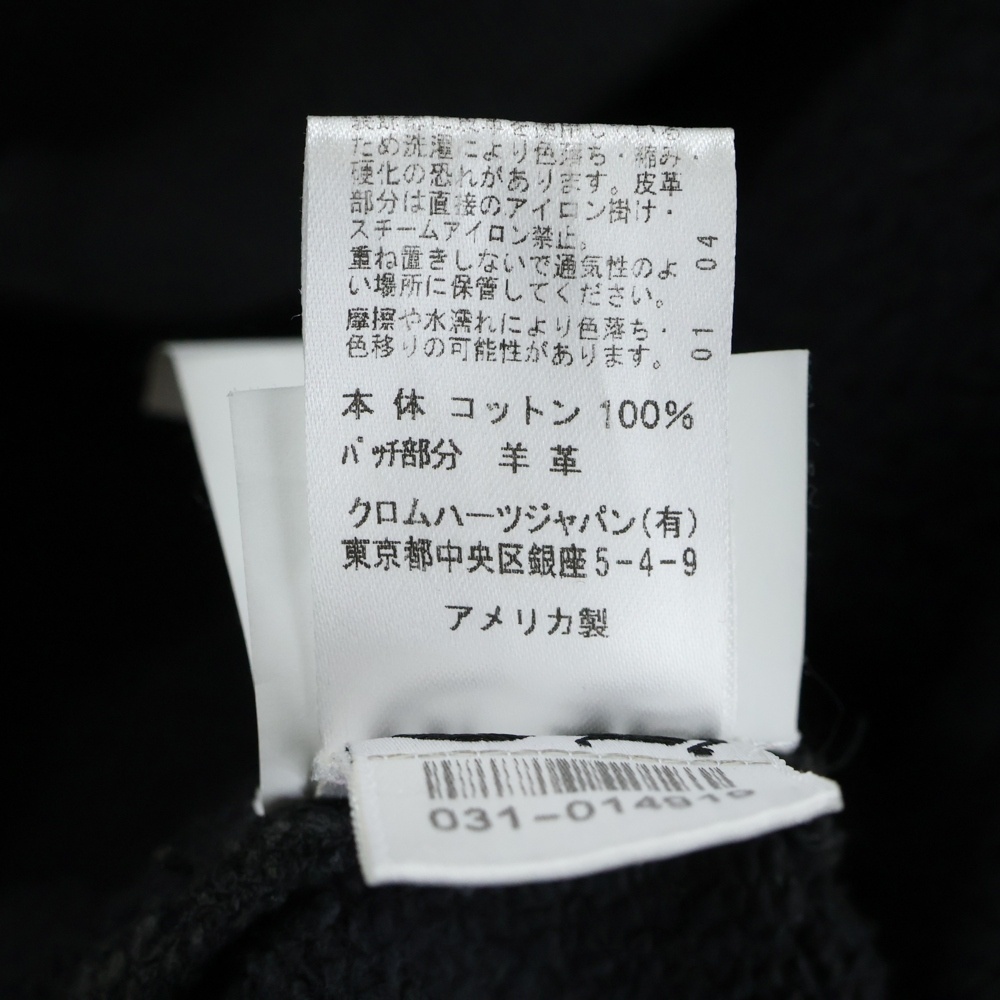 ため洗濯により色落ち・縮み・
硬化の恐れがあります。皮革
部分は直接のアイロン掛け・
スチームアイロン禁止。
重ね置きしないで通気性のよ
い場所に保管してください。
摩擦や水濡れにより色落ち・
色移りの可能性があります。
01 04
本体 コットン 100%
パッチ部分 羊革
クロムハーツジャパン(有)
東京都中央区銀座5-4-9
アメリカ製
031-014919